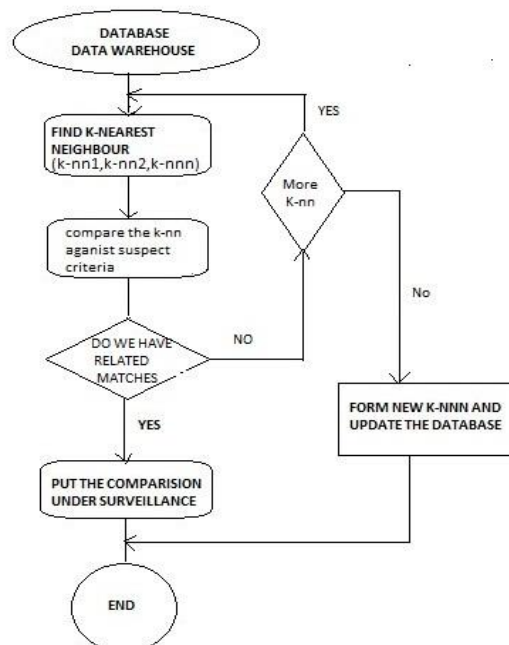 DATABASE
DATA WAREHOUSE
YES
FIND K-NEAREST
NEIGHBOUR
(k-nn1,k-nn2,k-nnn)
More
K-nn
compare the k-nn
aganist suspect
criteria
No
DO WE HAVE
RELATED
MATCHES
NO
YES
FORM NEW K-NNN AND
UPDATE THE DATABASE
PUT THE COMPARISION
UNDER SURVEILLANCE
END